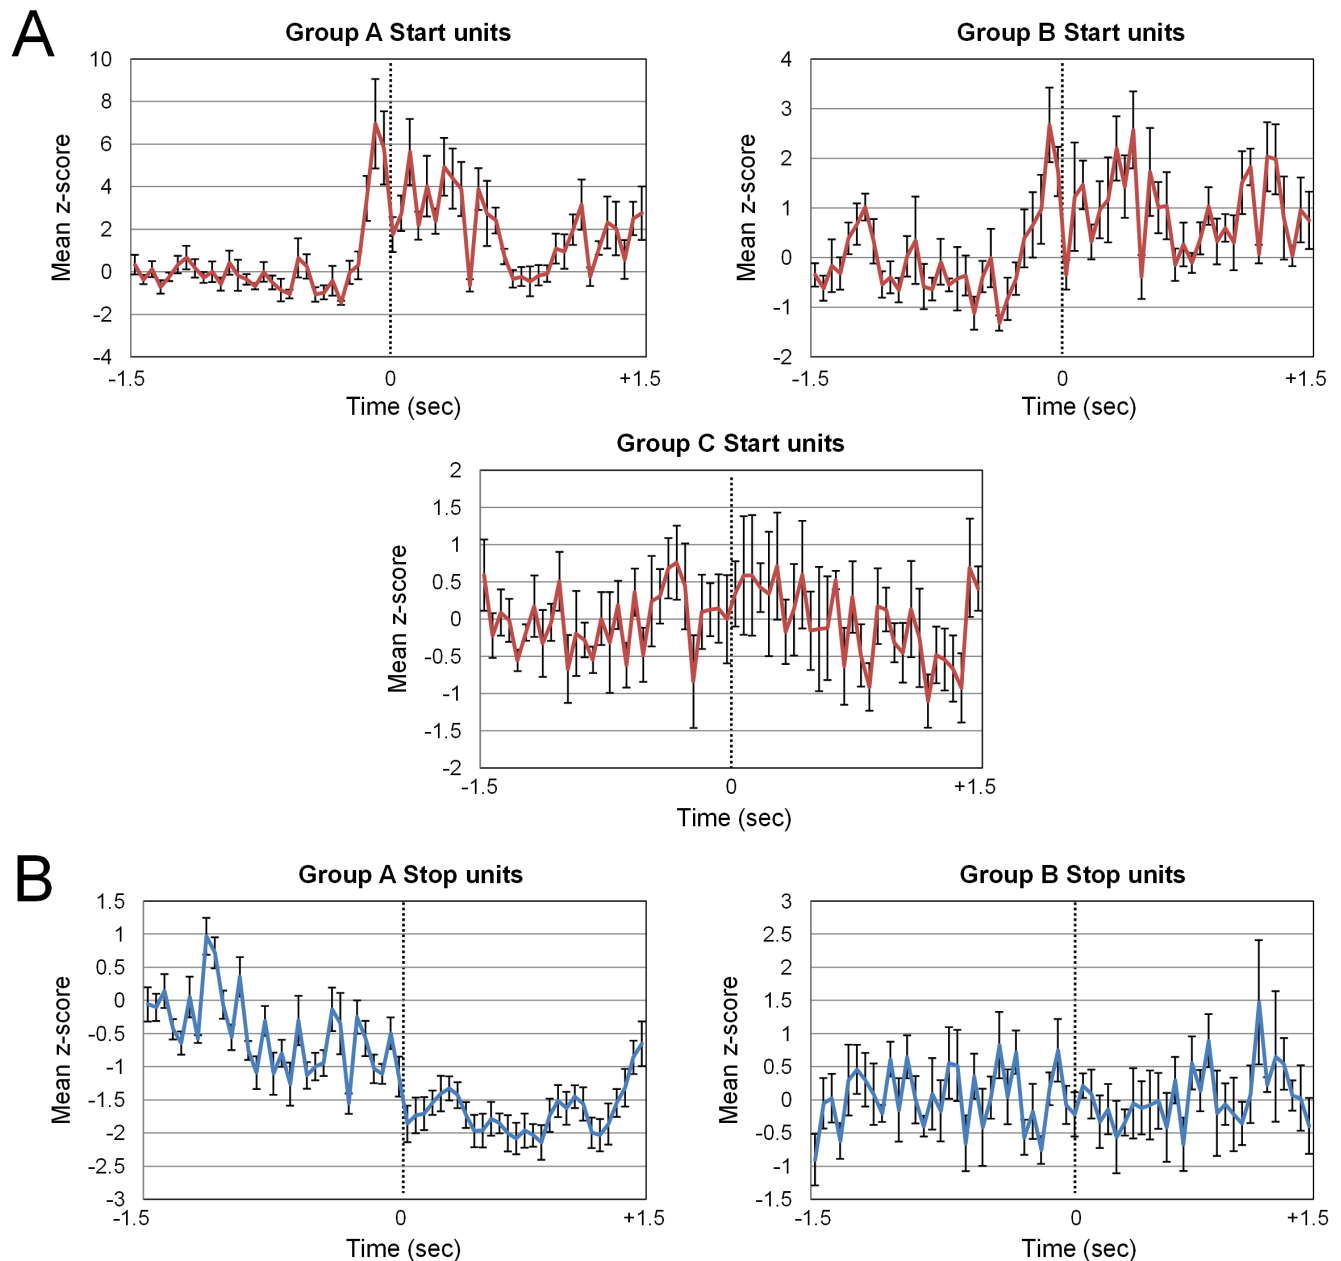 A
Group A Start units
10
8
6
4
2
0
-2
-4
Mean z-score
-1.5 0 +1.5
Time (sec)
Group B Start units
4
3
2
1
0
-1
-2
Mean z-score
-1.5 0 +1.5
Time (sec)
Group C Start units
2
1.5
1
0.5
0
-0.5
-1
-1.5
-2
Mean z-score
-1.5 0 +1.5
Time (sec)
B
Group A Stop units
1.5
1
0.5
0
-0.5
-1
-1.5
-2
-2.5
-3
Mean z-score
-1.5 0 +1.5
Time (sec)
Group B Stop units
3
2.5
2
1.5
1
0.5
0
-0.5
-1
-1.5
Mean z-score
-1.5 0 +1.5
Time (sec)